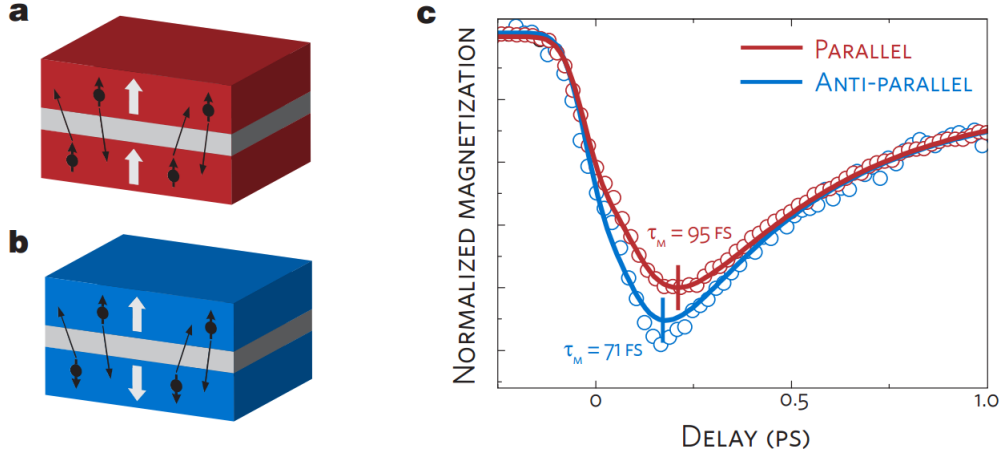 a
b
c
NORMALIZED MAGNETIZATION
PARALLEL
ANTI-PARALLEL
τM = 95 FS
τM = 71 FS
0
0.5
1.0
DELAY (PS)